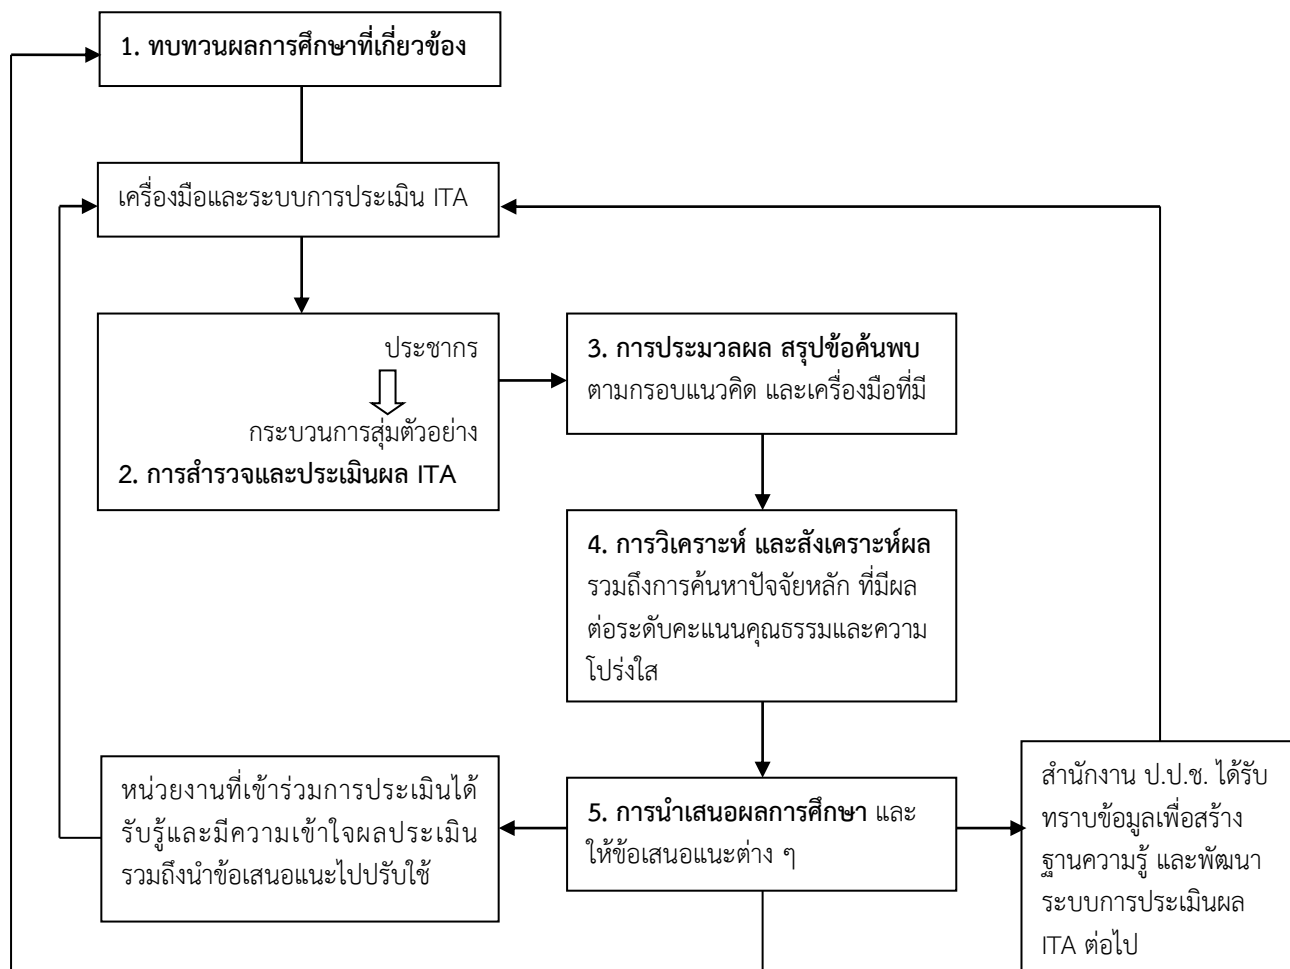 1. ทบทวนผลการศึกษาที่เกี่ยวข้อง
เครื่องมือและระบบการประเมิน ITA
ประชากร
กระบวนการสุ่มตัวอย่าง
2. การสำรวจและประเมินผล ITA
3. การประมวลผล สรุปข้อค้นพบ
ตามกรอบแนวคิด และเครื่องมือที่มี
4. การวิเคราะห์ และสังเคราะห์ผล
รวมถึงการค้นหาปัจจัยหลัก ที่มีผล
ต่อระดับคะแนนคุณธรรมและความ
โปร่งใส
หน่วยงานที่เข้าร่วมการประเมินได้
รับรู้และมีความเข้าใจผลประเมิน
รวมถึงนำข้อเสนอแนะไปปรับใช้
5. การนำเสนอผลการศึกษา และ
ให้ข้อเสนอแนะต่าง ๆ
สำนักงาน ป.ป.ช. ได้รับ
ทราบข้อมูลเพื่อสร้าง
ฐานความรู้ และพัฒนา
ระบบการประเมินผล
ITA ต่อไป